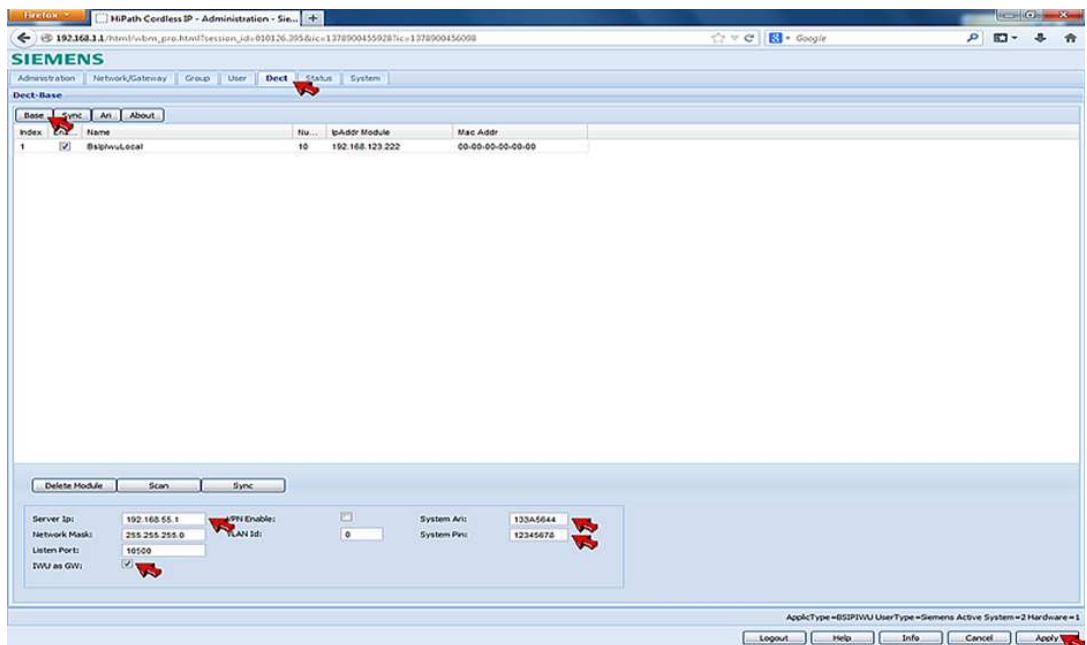 Firefox
HiPath Cordless IP - Administration - Sie... +
192.168.1.1/html/wbm_pro.html?session_id=010126.395&ic=1378900455928?ic=1378900456098
Google
SIEMENS
Administration Network/Gateway Group User Dect Status System
Dect-Base
Base Sync Ari About
Index Ena... Name Nu... IpAddr Module Mac Addr
1 BsipIwuLocal 10 192.168.123.222 00-00-00-00-00-00
Delete Module Scan Sync
Server Ip: 192.168.55.1 VPN Enable: System Ari: 133A5644
Network Mask: 255.255.255.0 VLAN Id: 0 System Pin: 12345678
Listen Port: 10500
IWU as GW:
ApplicType=BSIPIWU UserType=Siemens Active System=2 Hardware=1
Logout Help Info Cancel Apply